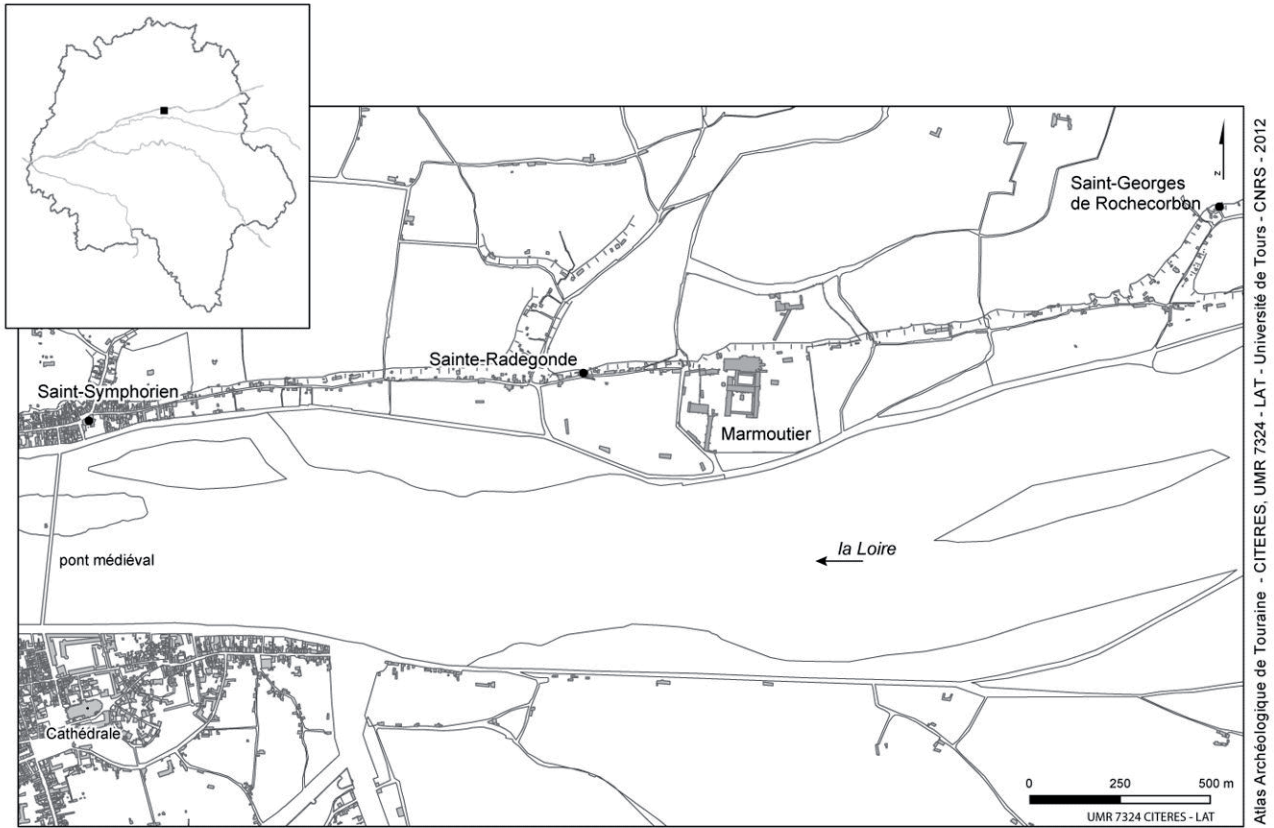 Saint-Georges
de Rochecorbon
N
Sainte-Radegonde
Saint-Symphorien
Marmoutier
la Loire
pont médiéval
Cathédrale
0 250 500 m
UMR 7324 CITERES - LAT
Atlas Archéologique de Touraine - CITERES, UMR 7324 - LAT - Université de Tours - CNRS - 2012